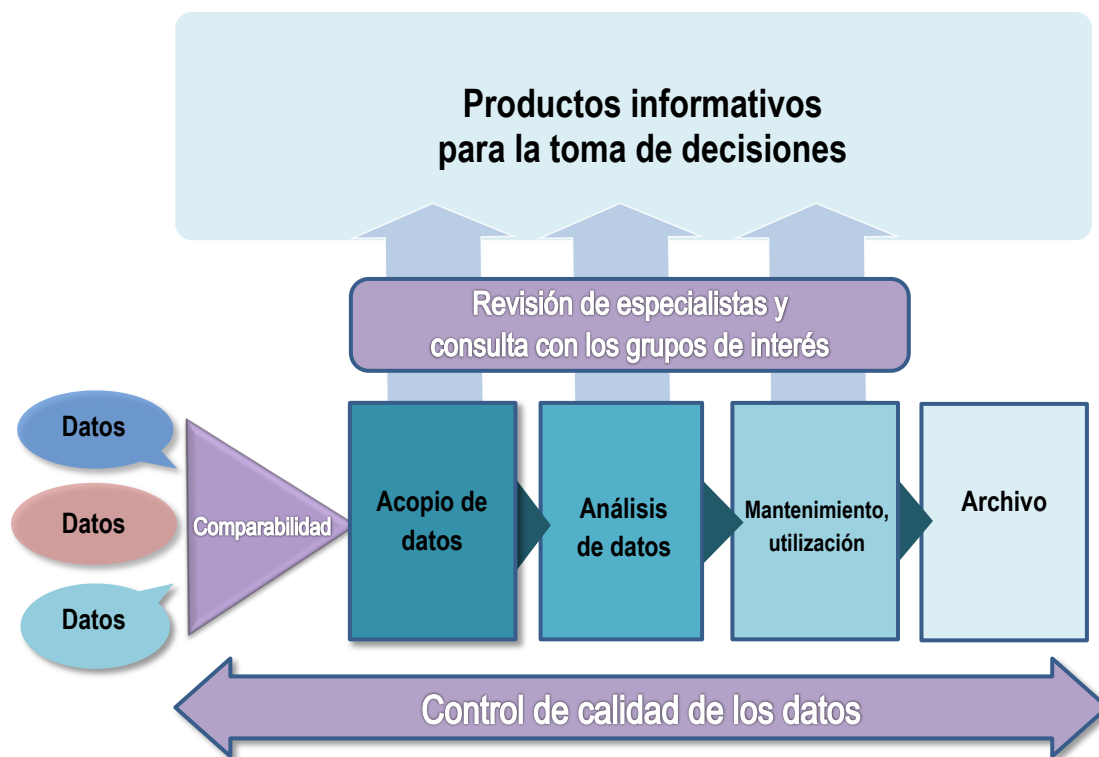 Productos informativos
para la toma de decisiones
Revisión de especialistas y
consulta con los grupos de interés
Datos
Datos
Datos
Comparabilidad
Acopio de
datos
Análisis
de datos
Mantenimiento,
utilización
Archivo
Control de calidad de los datos